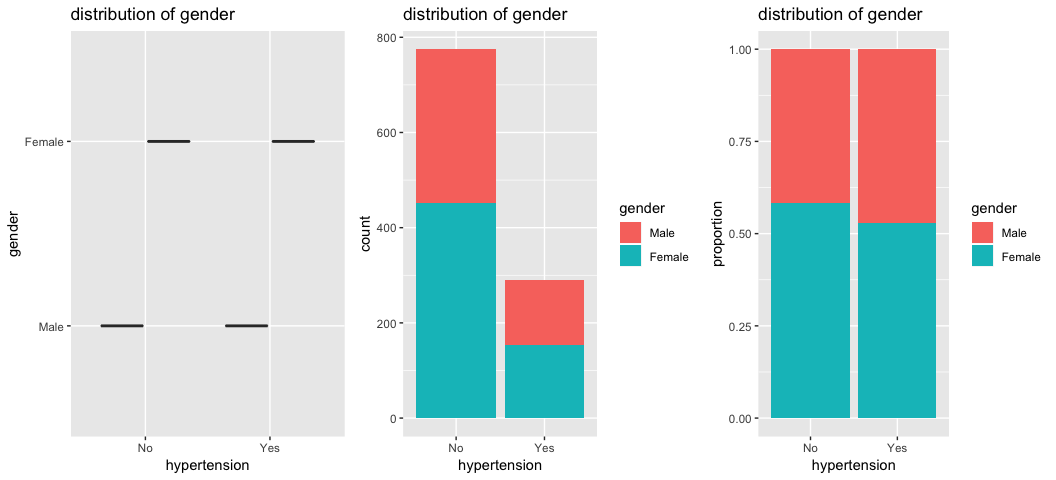 distribution of gender
gender
Female
Male
No
Yes
hypertension
distribution of gender
count
800
600
400
200
0
No
Yes
hypertension
gender
Male
Female
distribution of gender
proportion
1.00
0.75
0.50
0.25
0.00
No
Yes
hypertension
gender
Male
Female